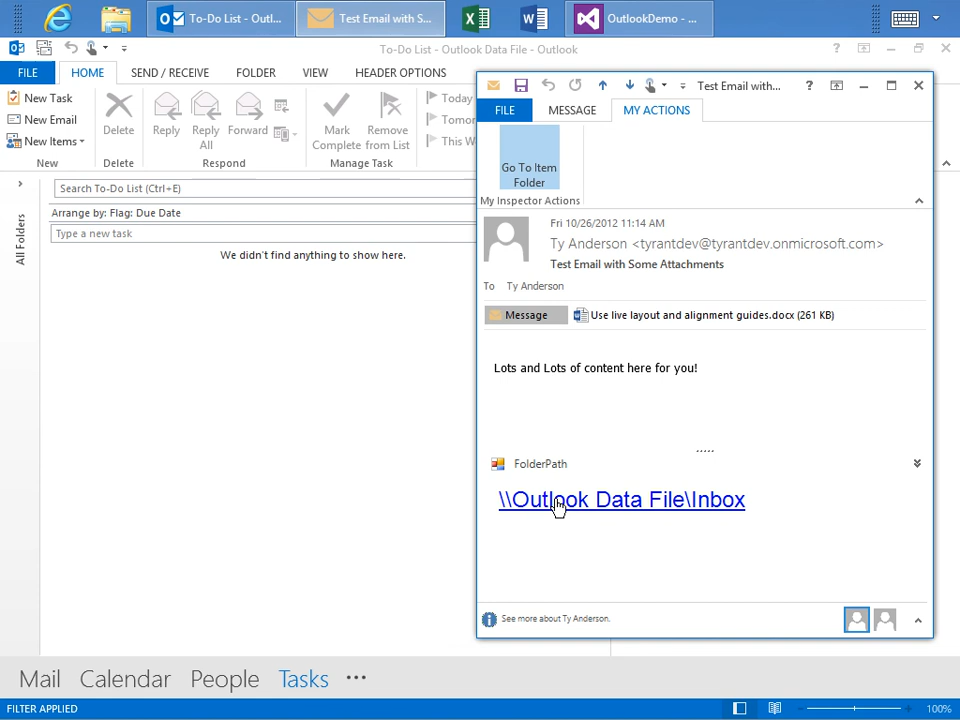 To-Do List - Outl...
Test Email with S...
OutlookDemo - ...
To-Do List - Outlook Data File - Outlook
FILE
HOME
SEND / RECEIVE
FOLDER
VIEW
HEADER OPTIONS
New Task
New Email
New Items
New
Delete
Delete
Reply
Reply
All
Forward
Respond
Mark
Complete
Remove
from List
Manage Task
Today
Tomor
This W
Test Email with...
?
?
FILE
MESSAGE
MY ACTIONS
Go To Item
Folder
My Inspector Actions
Search To-Do List (Ctrl+E)
Arrange by: Flag: Due Date
Type a new task
We didn't find anything to show here.
All Folders
Fri 10/26/2012 11:14 AM
Ty Anderson <tyrantdev@tyrantdev.onmicrosoft.com>
Test Email with Some Attachments
To Ty Anderson
Message
Use live layout and alignment guides.docx (261 KB)
Lots and Lots of content here for you!
FolderPath
\\Outlook Data File\Inbox
See more about Ty Anderson.
Mail Calendar People Tasks ...
FILTER APPLIED
100%